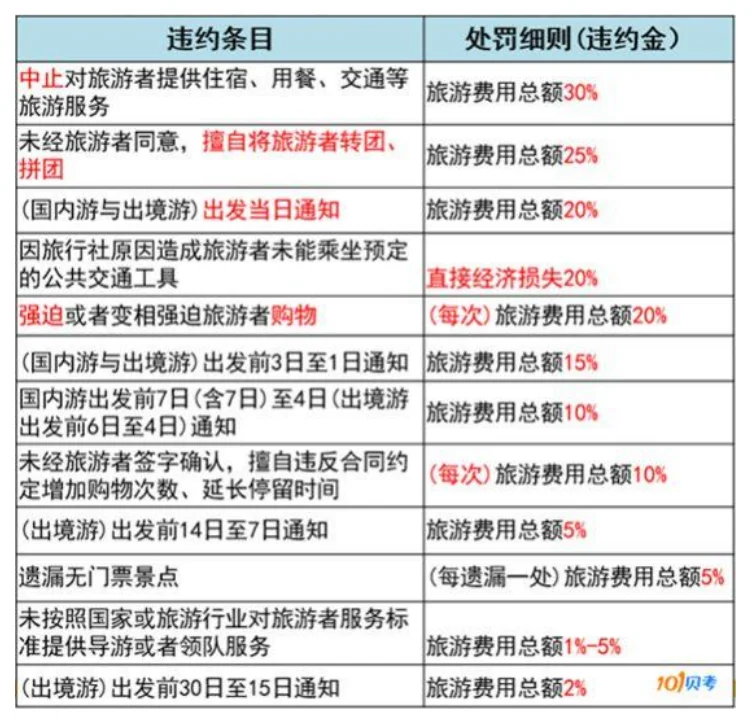 违约条目 处罚细则(违约金）
中止对旅游者提供住宿、用餐、交通等
旅游服务
旅游费用总额30%
未经旅游者同意，擅自将旅游者转团、
拼团
旅游费用总额25%
(国内游与出境游)出发当日通知 旅游费用总额20%
因旅行社原因造成旅游者未能乘坐预定
的公共交通工具
直接经济损失20%
强迫或者变相强迫旅游者购物 (每次)旅游费用总额20%
(国内游与出境游)出发前3日至1日通知 旅游费用总额15%
国内游出发前7日(含7日)至4日(出境游
出发前6日至4日)通知
旅游费用总额10%
未经旅游者签字确认，擅自违反合同约
定增加购物次数、延长停留时间
(每次)旅游费用总额10%
(出境游)出发前14日至7日通知 旅游费用总额5%
遗漏无门票景点 (每遗漏一处)旅游费用总额5%
未按照国家或旅游行业对旅游者服务标
准提供导游或者领队服务
旅游费用总额1%-5%
(出境游)出发前30日至15日通知 旅游费用总额2%
101贝考